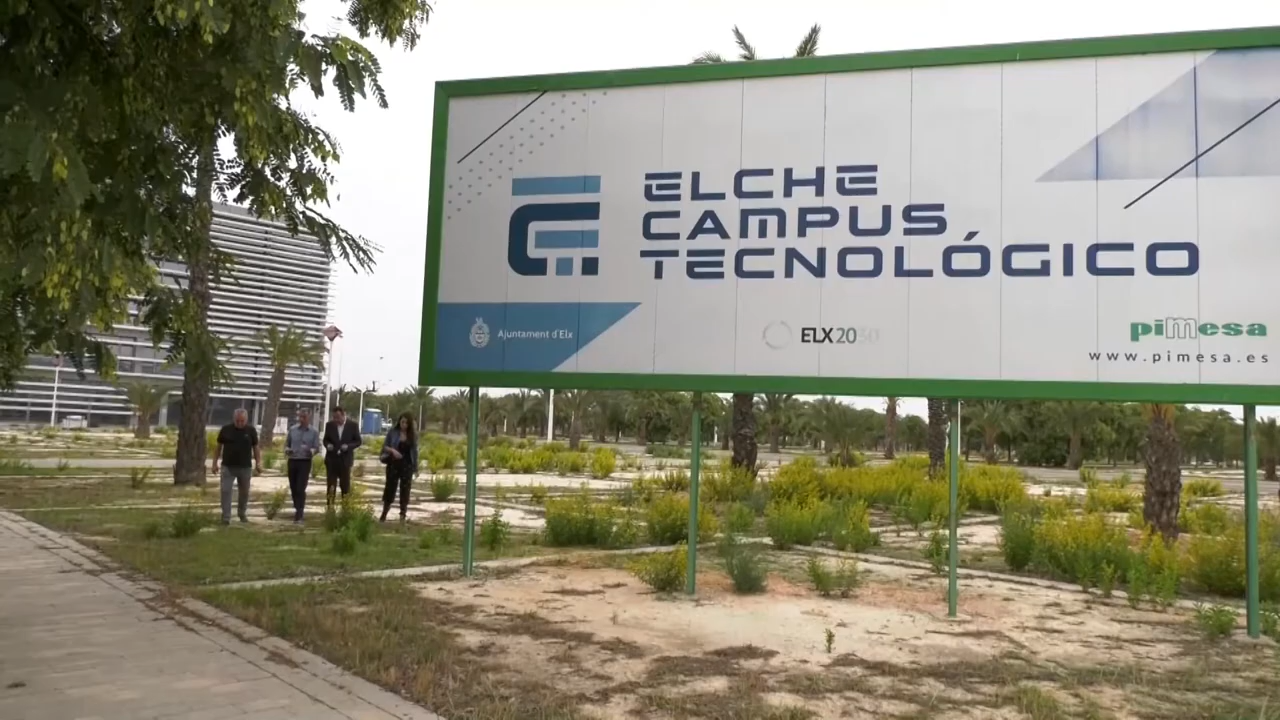 ELCHE
CAMPUS
TECNOLÓGICO
Ajuntament d'Elx
ELX2030
pimesa
www.pimesa.es